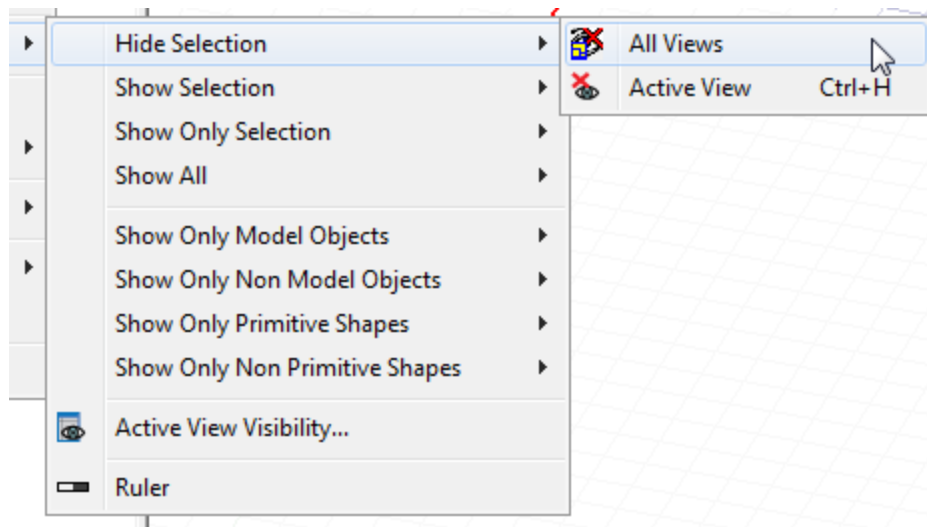 Hide Selection
Show Selection
Show Only Selection
Show All
Show Only Model Objects
Show Only Non Model Objects
Show Only Primitive Shapes
Show Only Non Primitive Shapes
Active View Visibility...
Ruler
All Views
Active View Ctrl+H